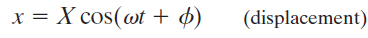 x = X cos(ωt + ϕ) (displacement)